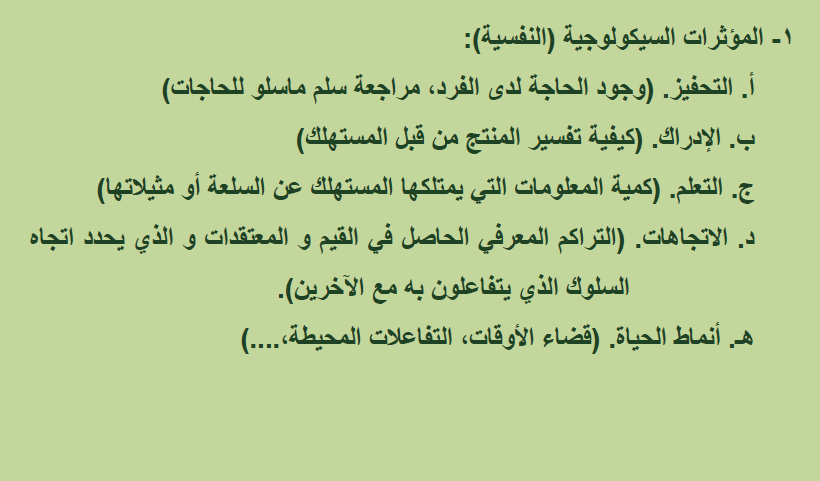 ١- المؤثرات السيكولوجية (النفسية):
أ. التحفيز. (وجود الحاجة لدى الفرد، مراجعة سلم ماسلو للحاجات)
ب. الإدراك. (كيفية تفسير المنتج من قبل المستهلك)
ج. التعلم. (كمية المعلومات التي يمتلكها المستهلك عن السلعة أو مثيلاتها)
د. الاتجاهات. (التراكم المعرفي الحاصل في القيم و المعتقدات و الذي يحدد اتجاه
السلوك الذي يتفاعلون به مع الآخرين).
هـ. أنماط الحياة. (قضاء الأوقات، التفاعلات المحيطة،....)